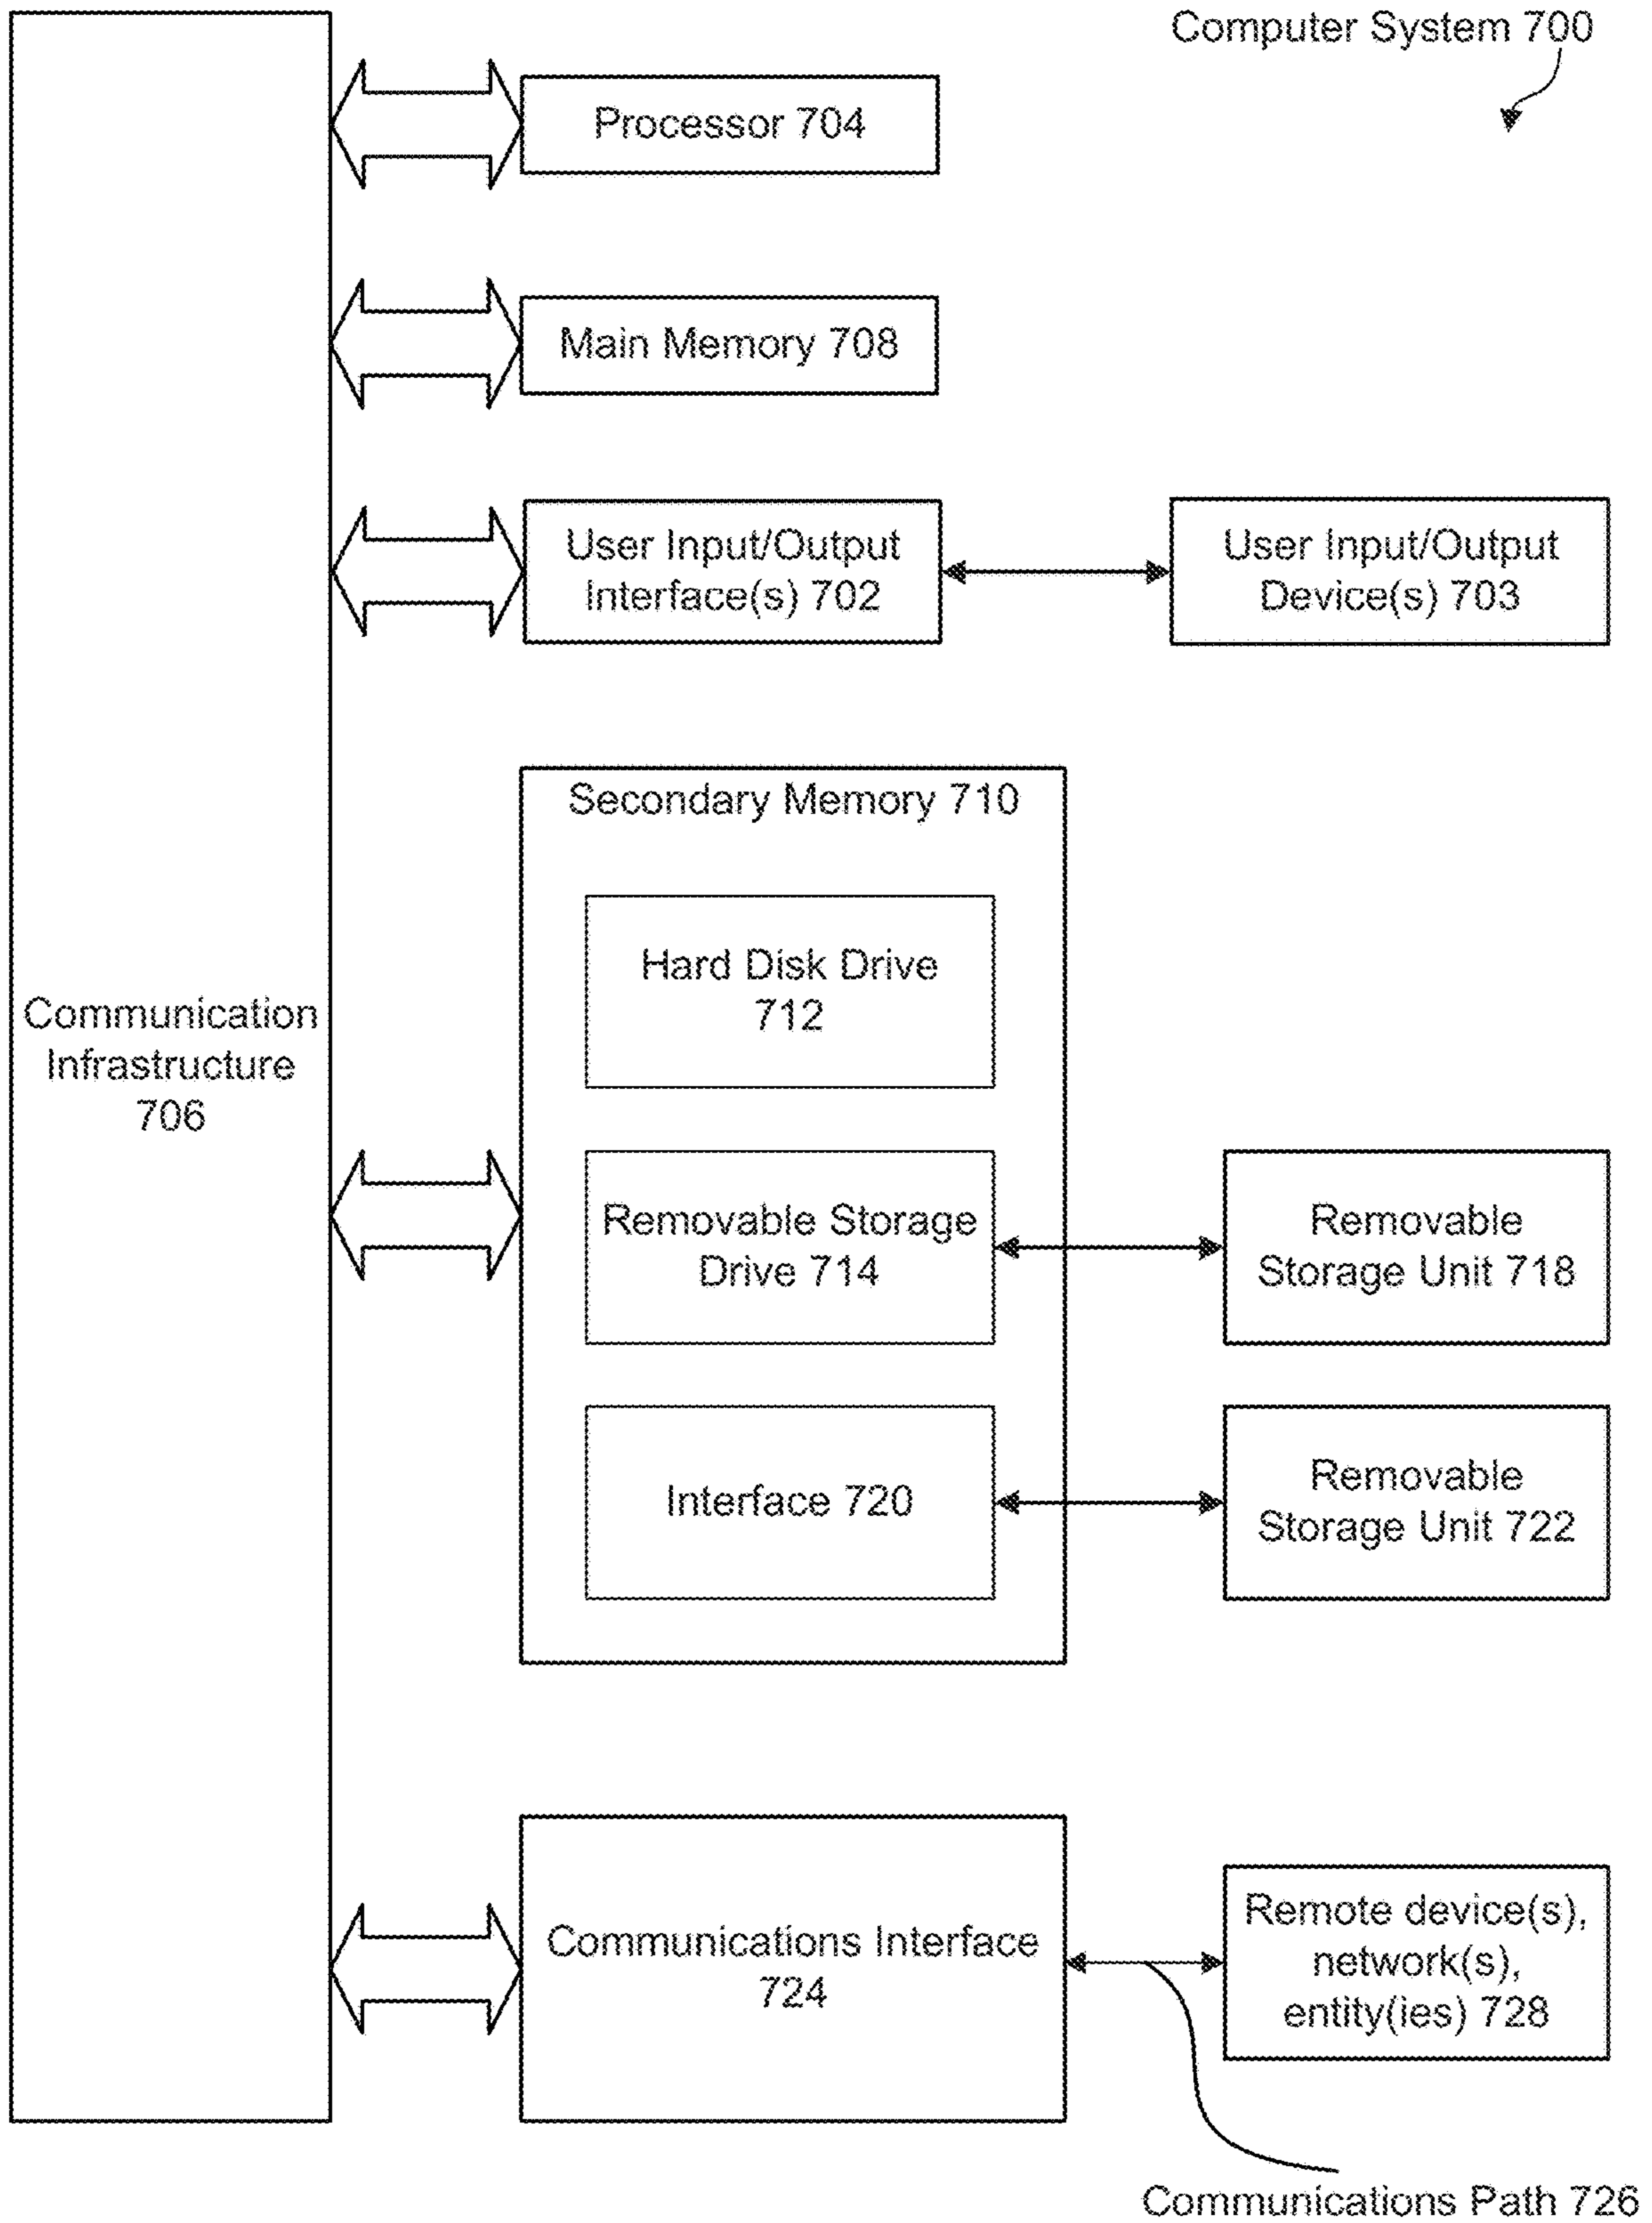 Computer System 700
Processor 704
Main Memory 708
User Input/Output
Interface(s) 702
User Input/Output
Device(s) 703
Secondary Memory 710
Hard Disk Drive
712
Communication
Infrastructure
706
Removable Storage
Drive 714
Removable
Storage Unit 718
Interface 720
Removable
Storage Unit 722
Communications Interface
724
Remote device(s),
network(s),
entity(ies) 728
Communications Path 726